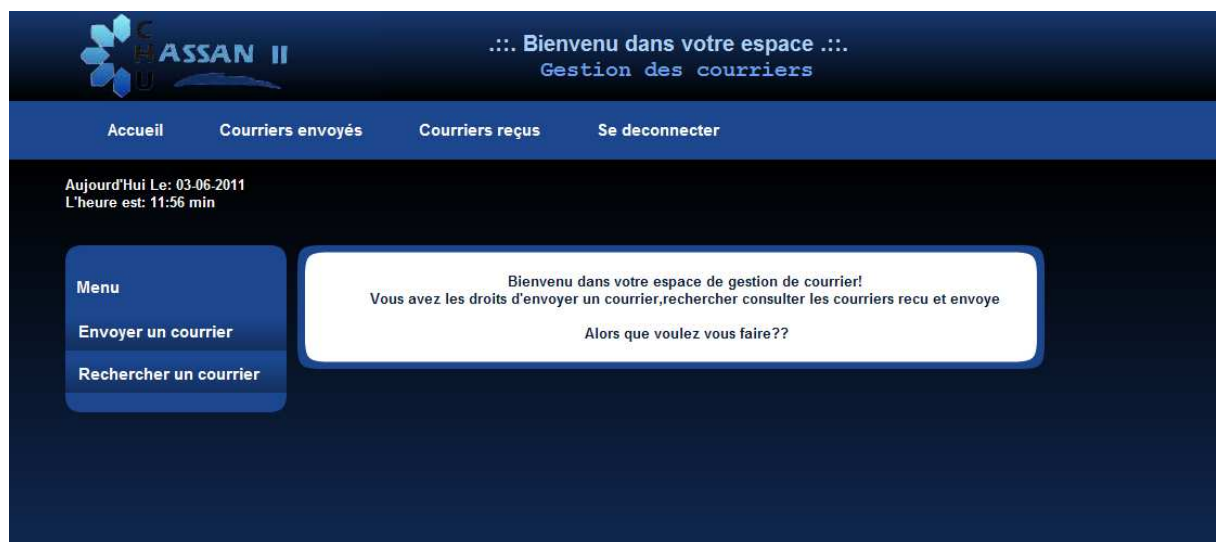 CHU
HASSAN II
.::. Bienvenu dans votre espace .::.
Gestion des courriers
Accueil Courriers envoyés Courriers reçus Se deconnecter
Aujourd'Hui Le: 03-06-2011
L'heure est: 11:56 min
Menu
Envoyer un courrier
Rechercher un courrier
Bienvenu dans votre espace de gestion de courrier!
Vous avez les droits d'envoyer un courrier,rechercher consulter les courriers recu et envoye
Alors que voulez vous faire??